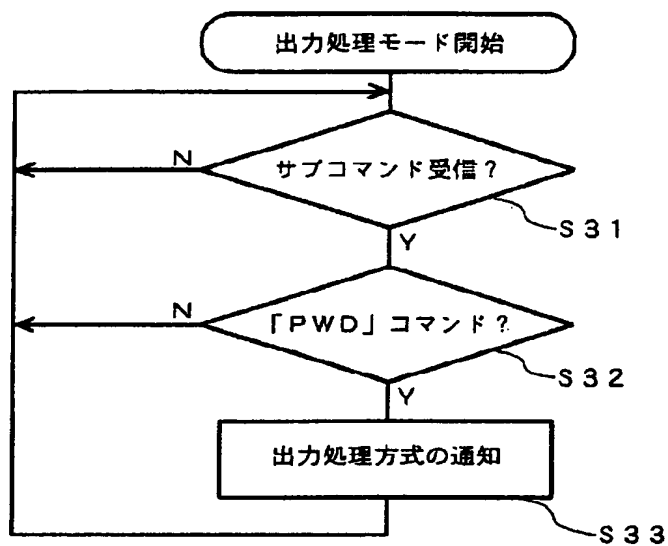 出力処理モード開始
N
サブコマンド受信？
S31
Y
N
「PWD」コマンド？
S32
Y
出力処理方式の通知
S33